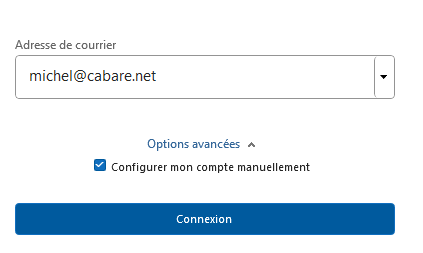 Adresse de courrier
michel@cabare.net
Options avancées
Configurer mon compte manuellement
Connexion